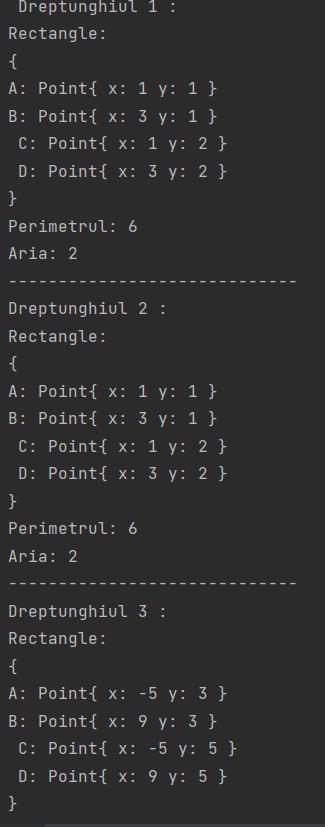 Dreptunghiul 1 :
Rectangle:
{
A: Point{ x: 1 y: 1 }
B: Point{ x: 3 y: 1 }
 C: Point{ x: 1 y: 2 }
 D: Point{ x: 3 y: 2 }
}
Perimetrul: 6
Aria: 2
-----------------------------
Dreptunghiul 2 :
Rectangle:
{
A: Point{ x: 1 y: 1 }
B: Point{ x: 3 y: 1 }
 C: Point{ x: 1 y: 2 }
 D: Point{ x: 3 y: 2 }
}
Perimetrul: 6
Aria: 2
-----------------------------
Dreptunghiul 3 :
Rectangle:
{
A: Point{ x: -5 y: 3 }
B: Point{ x: 9 y: 3 }
 C: Point{ x: -5 y: 5 }
 D: Point{ x: 9 y: 5 }
}